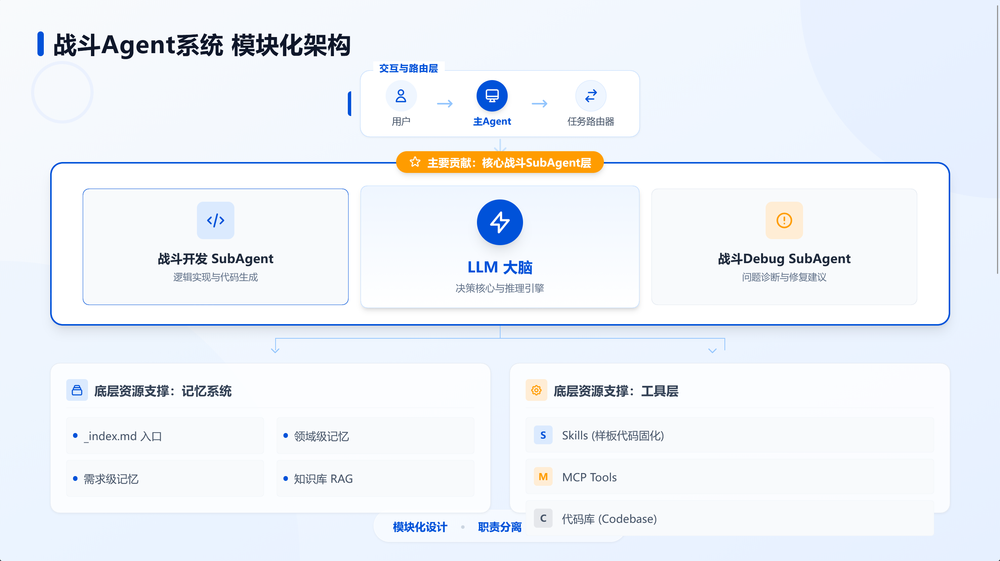 战斗Agent系统 模块化架构
交互与路由层
用户
主Agent
任务路由器
主要贡献：核心战斗SubAgent层
战斗开发 SubAgent
逻辑实现与代码生成
LLM 大脑
决策核心与推理引擎
战斗Debug SubAgent
问题诊断与修复建议
底层资源支撑：记忆系统
_index.md 入口
领域级记忆
需求级记忆
知识库 RAG
底层资源支撑：工具层
S Skills (样板代码固化)
M MCP Tools
C 代码库 (Codebase)
模块化设计 • 职责分离